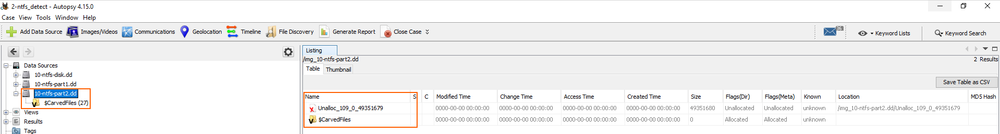 2-ntfs_detect - Autopsy 4.15.0
Case View Tools Window Help
Add Data Source Images/Videos Communications Geolocation Timeline File Discovery Generate Report Close Case 36 Keyword Lists Keyword Search
Data Sources
10-ntfs-disk.dd
10-ntfs-part1.dd
10-ntfs-part2.dd
$CarvedFiles (27)
Views
Results
Tags
Listing
/img_10-ntfs-part2.dd 2 Results
Table Thumbnail
Save Table as CSV
Name S C Modified Time Change Time Access Time Created Time Size Flags(Dir) Flags(Meta) Known Location MD5 Hash
Unalloc_109_0_49351679 0000-00-00 00:00:00 0000-00-00 00:00:00 0000-00-00 00:00:00 0000-00-00 00:00:00 49351680 Unallocated Unallocated unknown /img_10-ntfs-part2.dd/Unalloc_109_0_49351679
$CarvedFiles 0000-00-00 00:00:00 0000-00-00 00:00:00 0000-00-00 00:00:00 0000-00-00 00:00:00 0 Allocated Allocated unknown